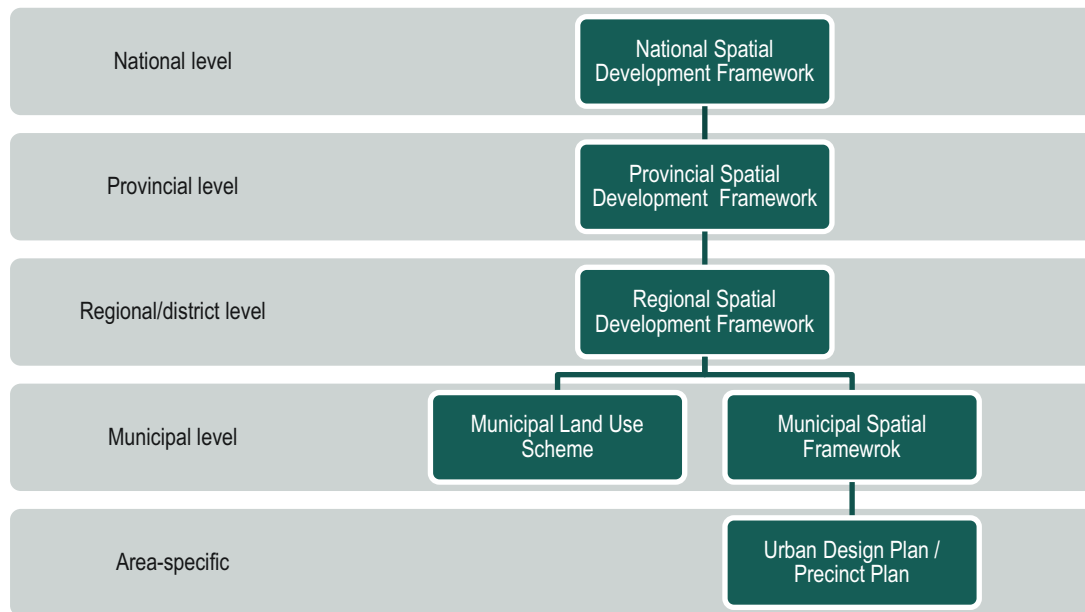 National level
National Spatial
Development Framework
Provincial level
Provincial Spatial
Development  Framework
Regional/district level
Regional Spatial
Development Framework
Municipal level
Municipal Land Use
Scheme
Municipal Spatial
Framewrok
Area-specific
Urban Design Plan /
Precinct Plan